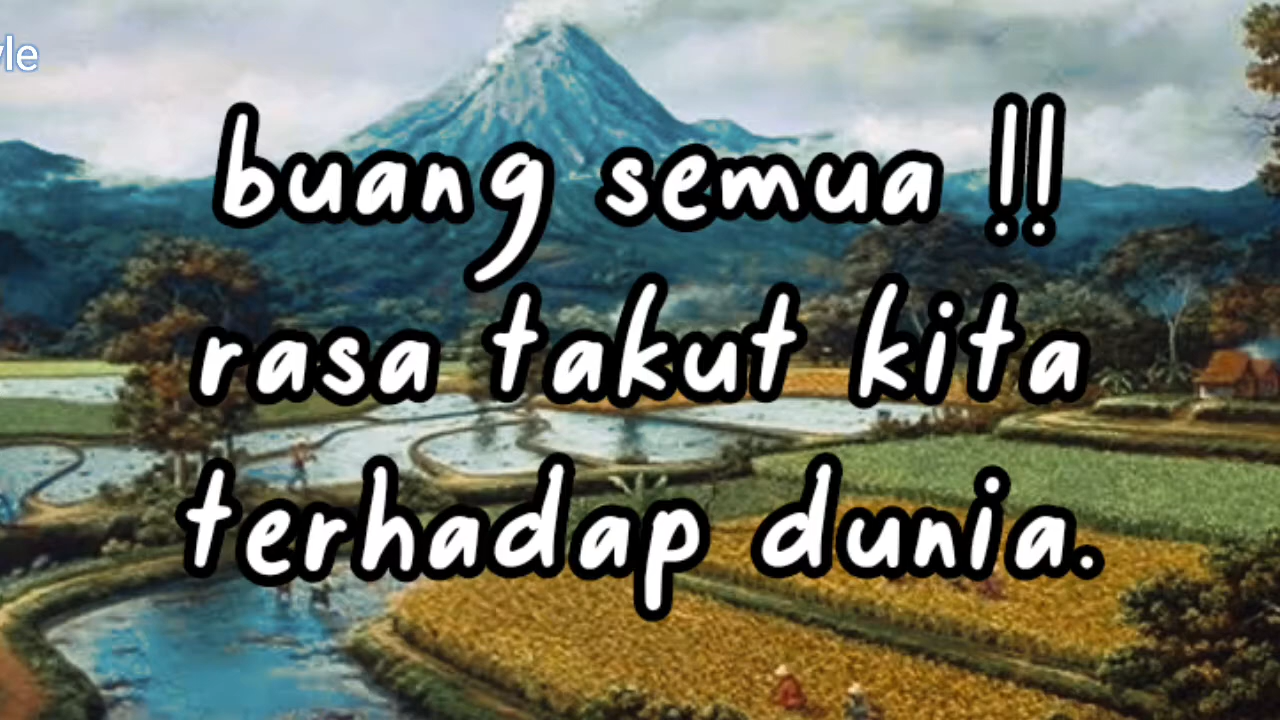 buang semua !!
rasa takut kita
terhadap dunia.